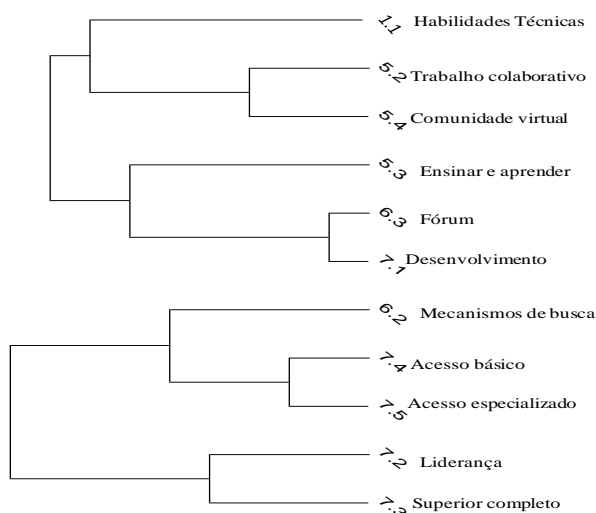 1.1 Habilidades Técnicas
5.2 Trabalho colaborativo
5.4 Comunidade virtual
5.3 Ensinar e aprender
6.3 Fórum
7.1 Desenvolvimento
6.2 Mecanismos de busca
7.4 Acesso básico
7.5 Acesso especializado
7.2 Liderança
Superior completo